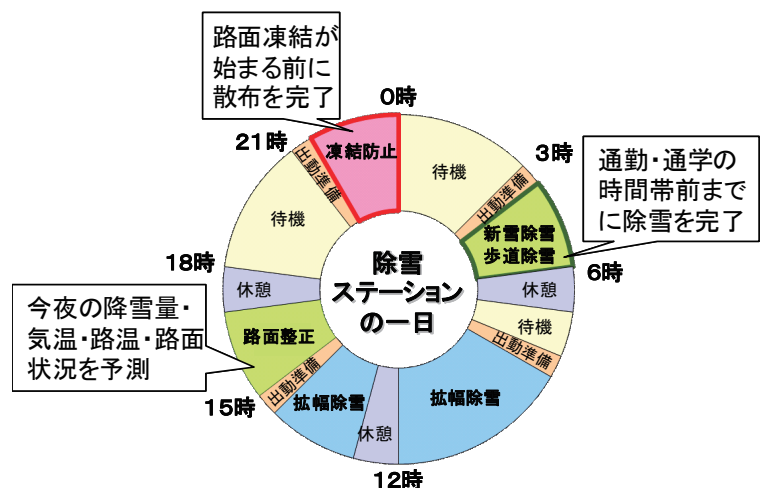 路面凍結が
始まる前に
散布を完了
0時
21時
凍結防止
出動準備
待機
3時
出動準備
通勤・通学の
時間帯前まで
に除雪を完了
待機
新雪除雪
歩道除雪
除雪
ステーション
の一日
18時
休憩
6時
休憩
今夜の降雪量・
気温・路温・路面
状況を予測
路面整正
待機
出動準備
15時
出動準備
拡幅除雪
拡幅除雪
休憩
12時